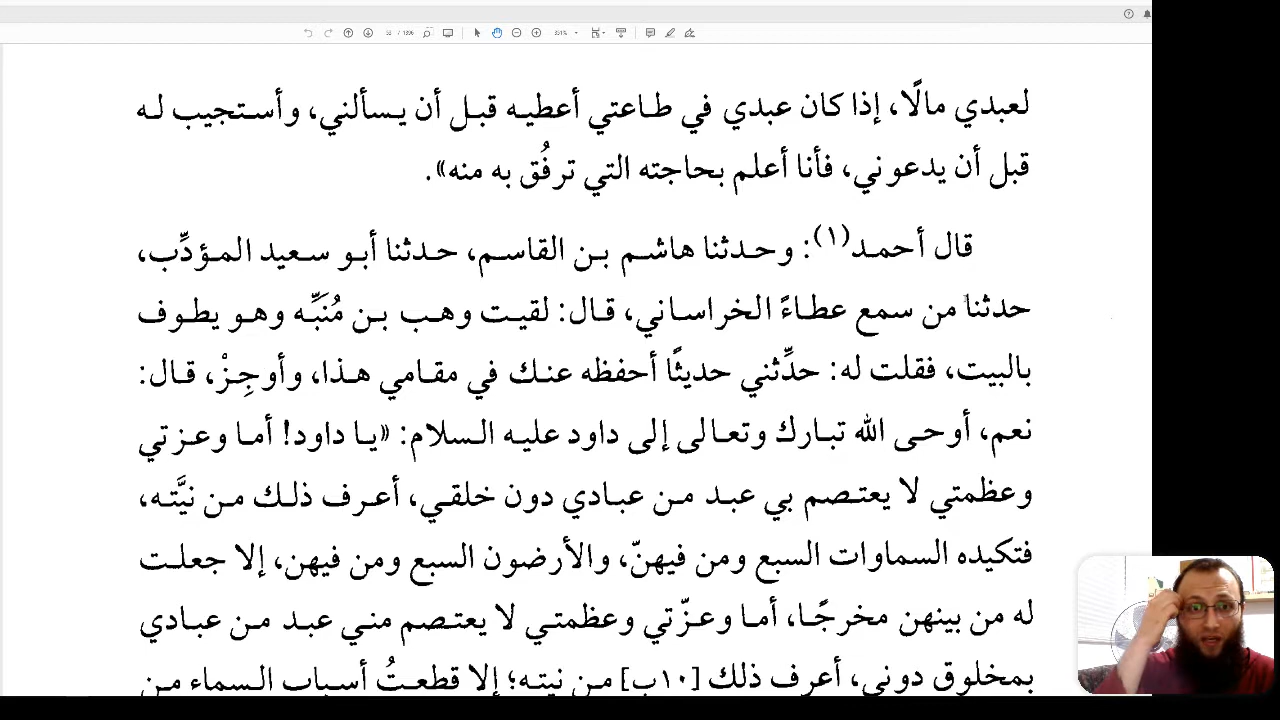 لعبدي مالًا، إذا كان عبدي في طاعتي أعطيه قبل أن يسألني، وأستجيب له
قبل أن يدعوني، فأنا أعلم بحاجته التي ترفُق به منه».
قال أحمد(١): وحدثنا هاشم بن القاسم، حدثنا أبو سعيد المؤدِّب،
حدثنا من سمع عطاءً الخراساني، قال: لقيت وهب بن مُنَبِّه وهو يطوف
بالبيت، فقلت له: حدِّثني حديثًا أحفظه عنك في مقامي هذا، وأوجِزْ، قال:
نعم، أوحى الله تبارك وتعالى إلى داود عليه السلام: «يا داود! أما وعزتي
وعظمتي لا يعتصم بي عبد من عبادي دون خلقي، أعرف ذلك من نيَّته،
فتكيده السماوات السبع ومن فيهنّ، والأرضون السبع ومن فيهن، إلا جعلت
له من بينهن مخرجًا، أما وعزّتي وعظمتي لا يعتصم مني عبد من عبادي
بمخلوق دوني، أعرف ذلك [١٠ب] من نيته؛ إلا قطعتُ أسباب السماء من